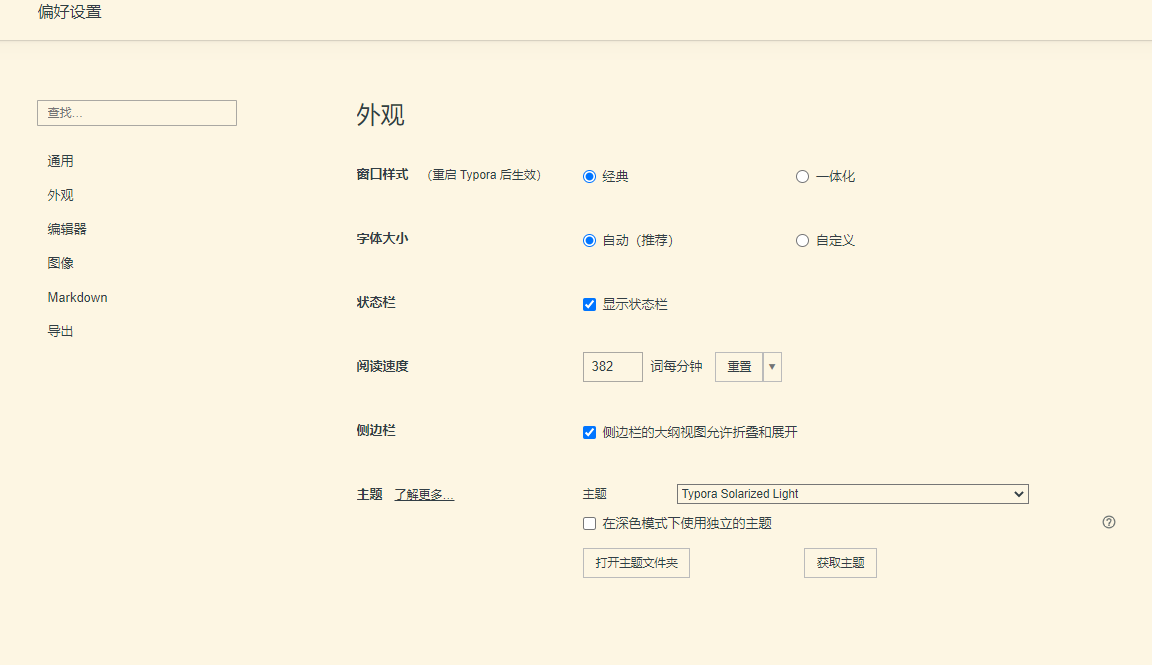 偏好设置
查找...
通用
外观
编辑器
图像
Markdown
导出
外观
窗口样式 （重启 Typora 后生效） 经典 一体化
字体大小 自动（推荐） 自定义
状态栏 显示状态栏
阅读速度 382 词每分钟 重置
侧边栏 侧边栏的大纲视图允许折叠和展开
主题 了解更多... 主题 Typora Solarized Light
在深色模式下使用独立的主题
打开主题文件夹 获取主题